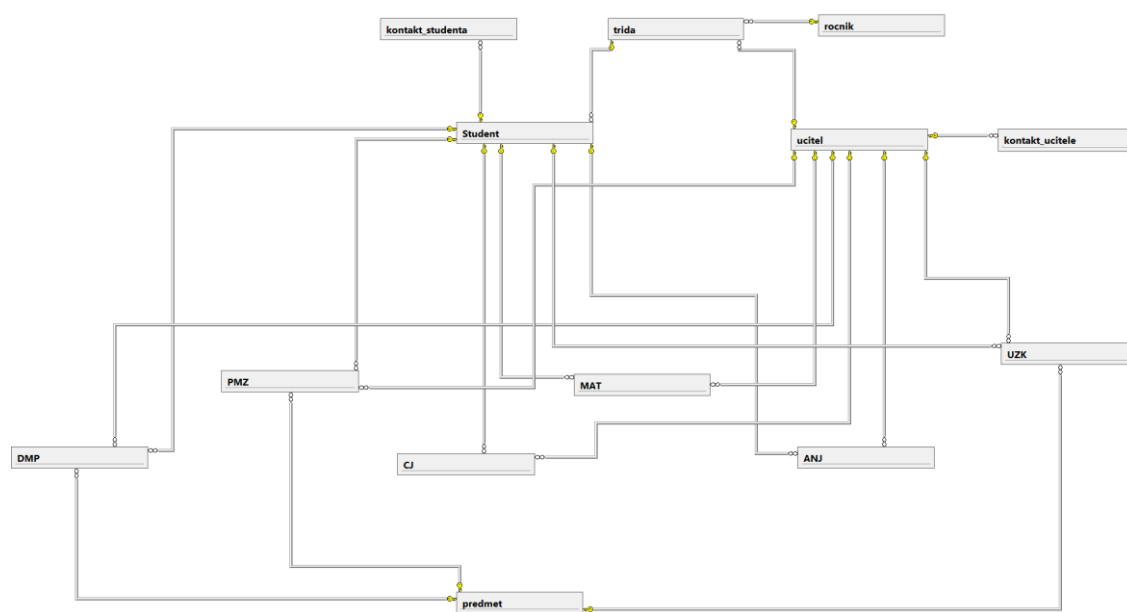 kontakt_studenta
trida
rocnik
Student
ucitel
kontakt_ucitele
UZK
PMZ
MAT
DMP
CJ
ANJ
predmet